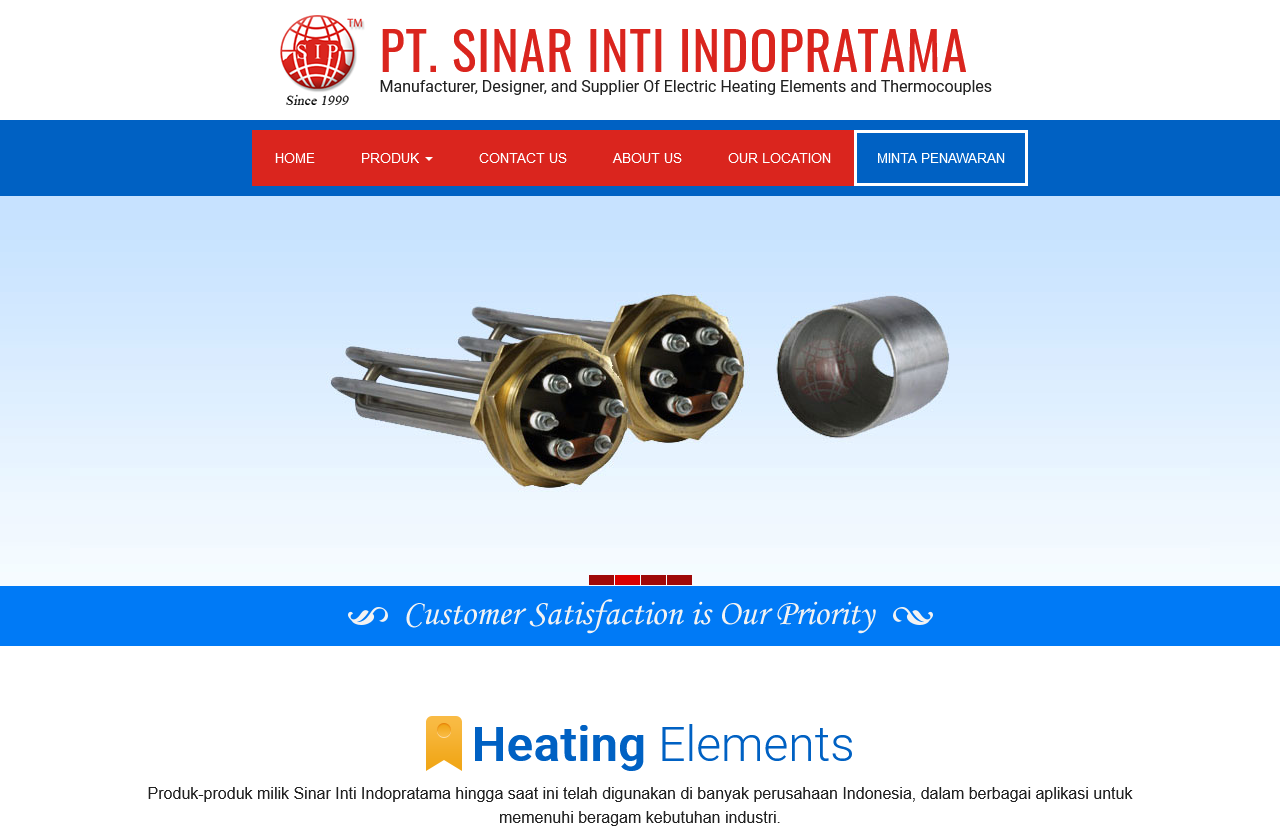 SIP
TM
Since 1999
PT. SINAR INTI INDOPRATAMA
Manufacturer, Designer, and Supplier Of Electric Heating Elements and Thermocouples
HOME PRODUK CONTACT US ABOUT US OUR LOCATION MINTA PENAWARAN
Customer Satisfaction is Our Priority
Heating Elements
Produk-produk milik Sinar Inti Indopratama hingga saat ini telah digunakan di banyak perusahaan Indonesia, dalam berbagai aplikasi untuk
memenuhi beragam kebutuhan industri.